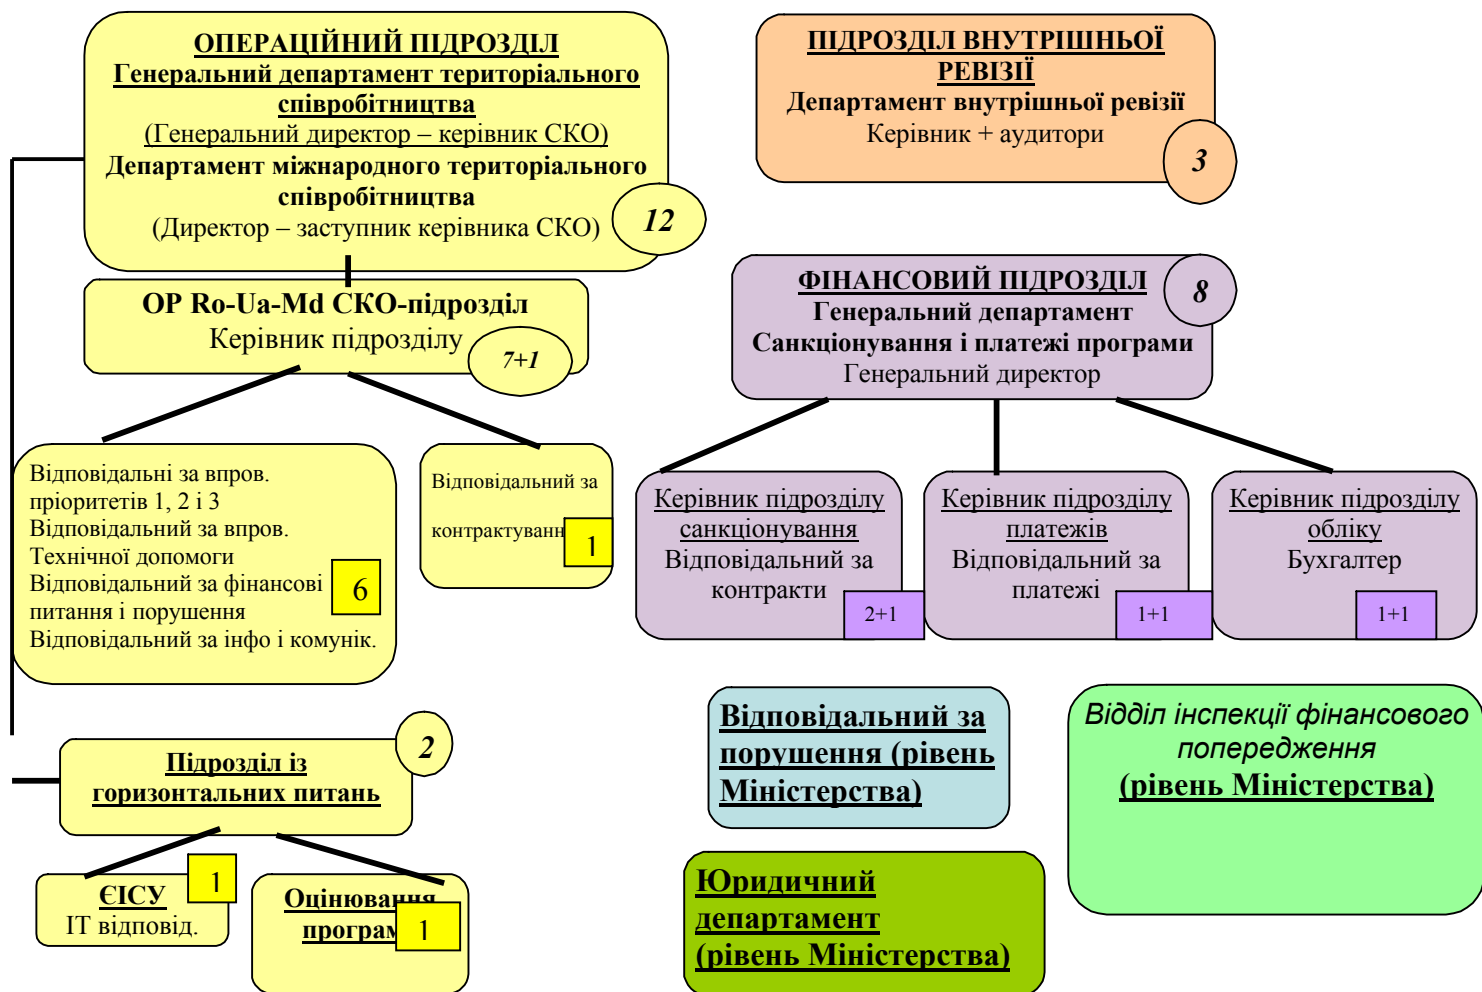 ОПЕРАЦІЙНИЙ ПІДРОЗДІЛ
Генеральний департамент територіального
співробітництва
(Генеральний директор – керівник СКО)
Департамент міжнародного територіального
співробітництва
(Директор – заступник керівника СКО)
12
ПІДРОЗДІЛ ВНУТРІШНЬОЇ
РЕВІЗІЇ
Департамент внутрішньої ревізії
Керівник + аудитори
3
ОР Ro-Ua-Md СКО-підрозділ
Керівник підрозділу
7+1
ФІНАНСОВИЙ ПІДРОЗДІЛ
8
Генеральний департамент
Санкціонування і платежі програми
Генеральний директор
Відповідальні за впров.
пріоритетів 1, 2 і 3
Відповідальний за впров.
Технічної допомоги
Відповідальний за фінансові
питання і порушення
Відповідальний за інфо і комунік.
6
Відповідальний за
контрактуванн
1
Керівник підрозділу
санкціонування
Відповідальний за
контракти
2+1
Керівник підрозділу
платежів
Відповідальний за
платежі
1+1
Керівник підрозділу
обліку
Бухгалтер
1+1
Підрозділ із
горизонтальних питань
2
ЄІСУ
ІТ відповід.
1
Оцінювання
програм
1
Відповідальний за
порушення (рівень
Міністерства)
Відділ інспекції фінансового
попередження
(рівень Міністерства)
Юридичний
департамент
(рівень Міністерства)